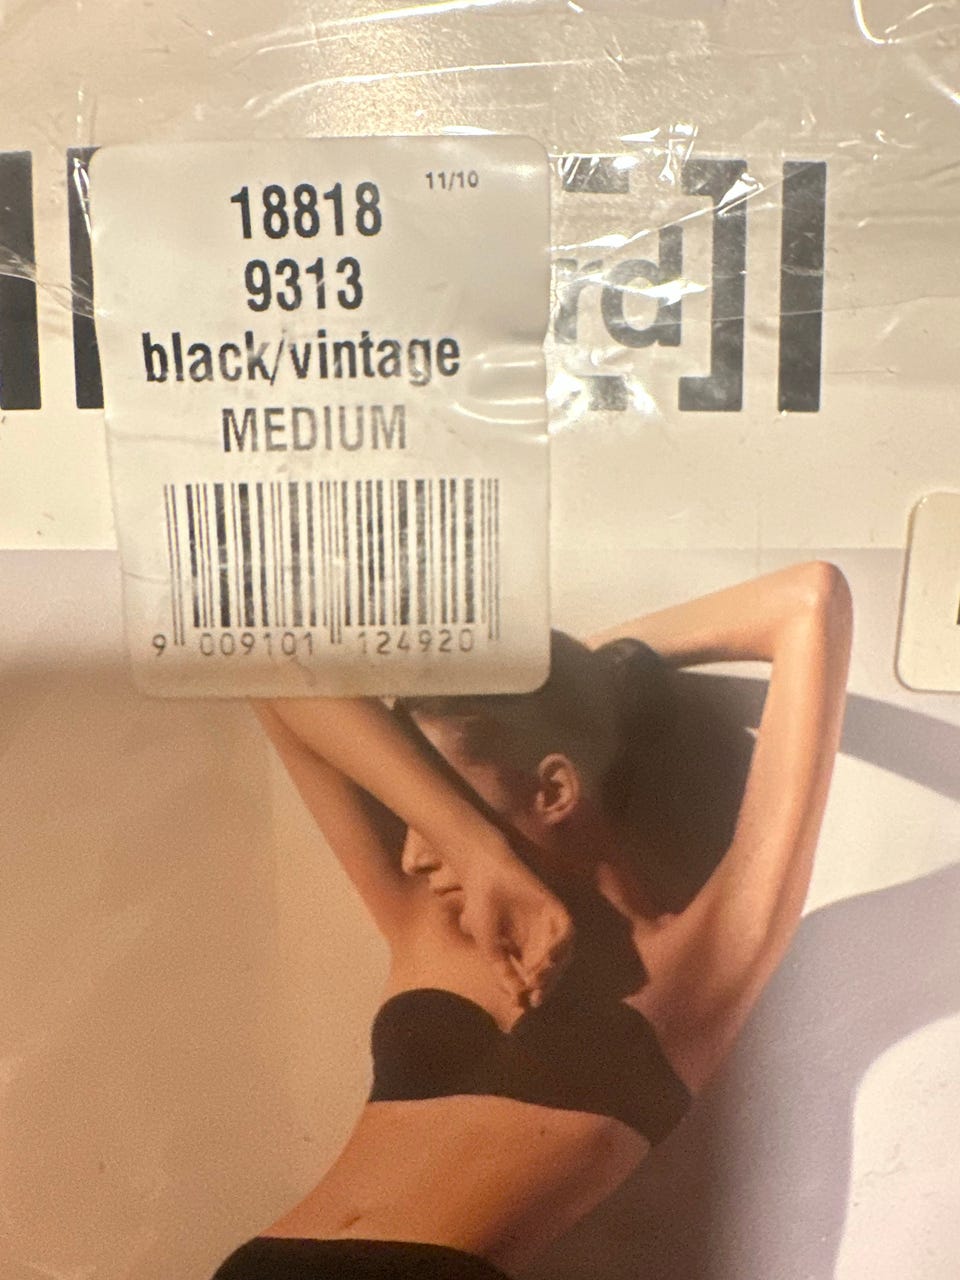 11/10
18818
9313
black/vintage
MEDIUM
rd]
9 009101 124920